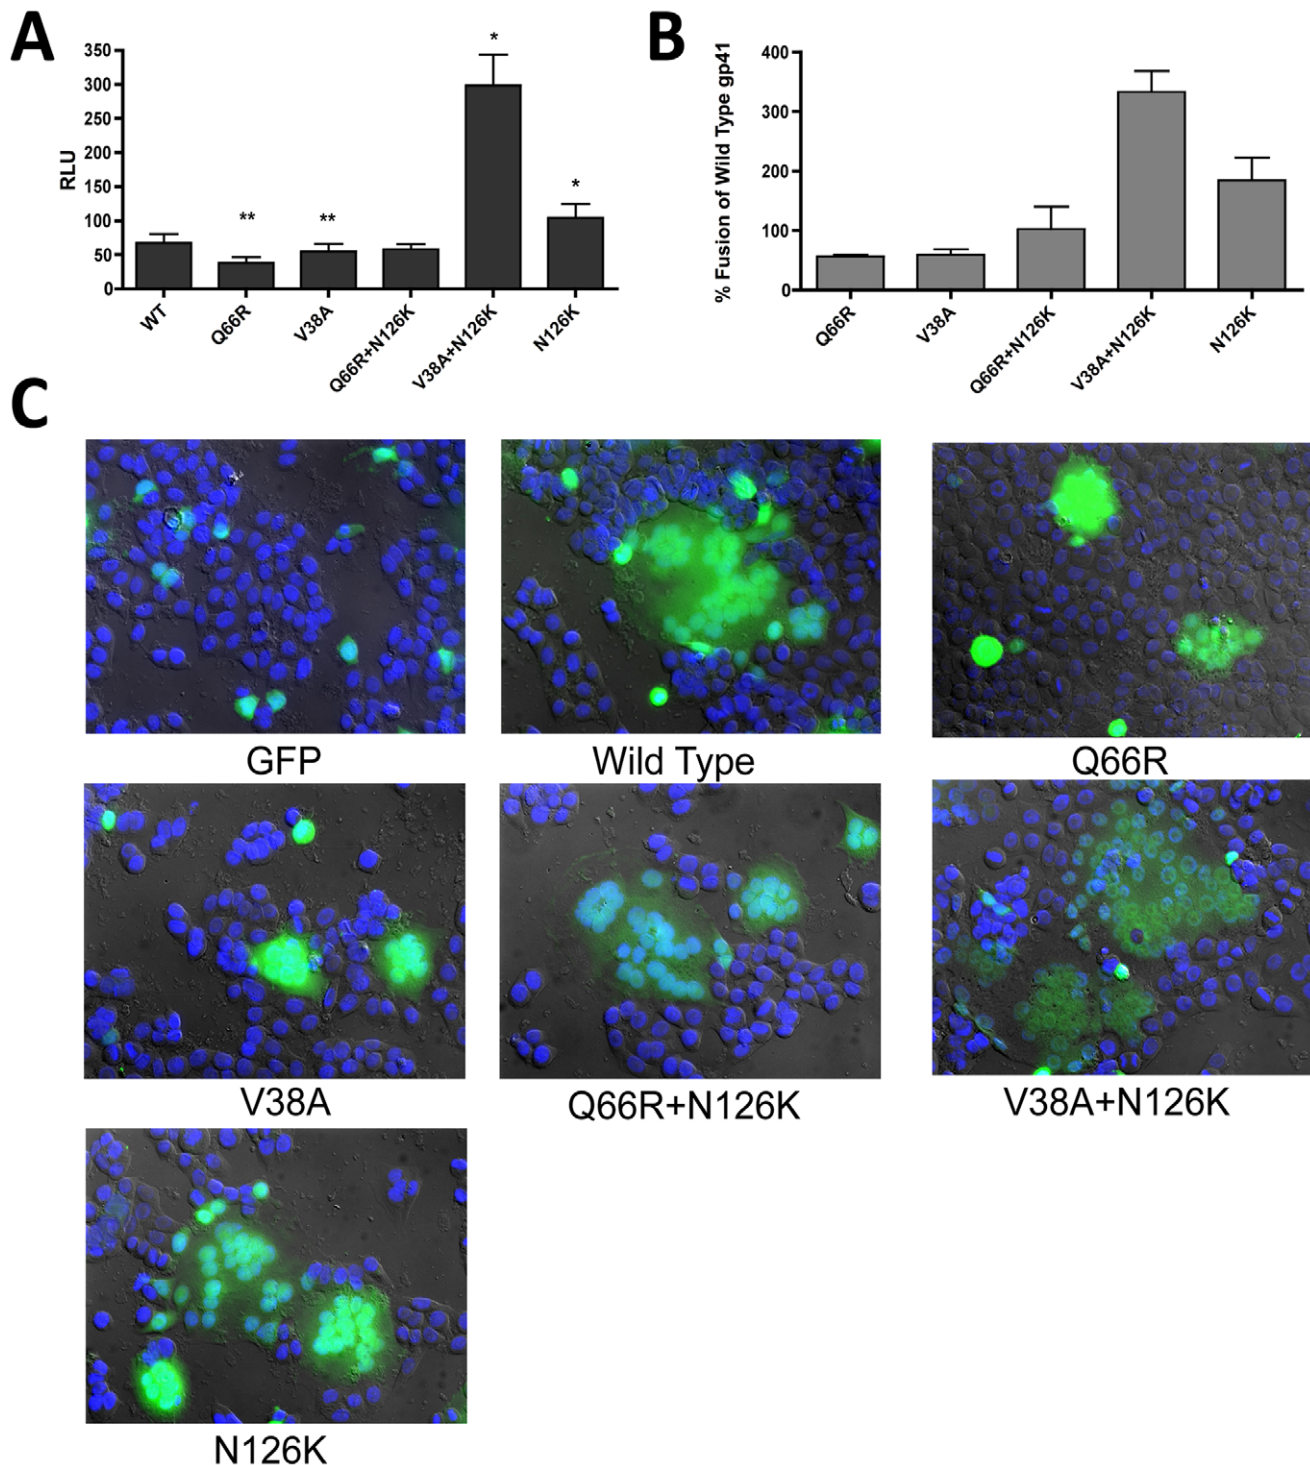 A
B
350
300
250
200
150
100
50
0
RLU
**
**
*
*
WT
Q66R
V38A
Q66R+N126K
V38A+N126K
N126K
400
300
200
100
0
% Fusion of Wild Type gp41
Q66R
V38A
Q66R+N126K
V38A+N126K
N126K
C
GFP
Wild Type
Q66R
V38A
Q66R+N126K
V38A+N126K
N126K